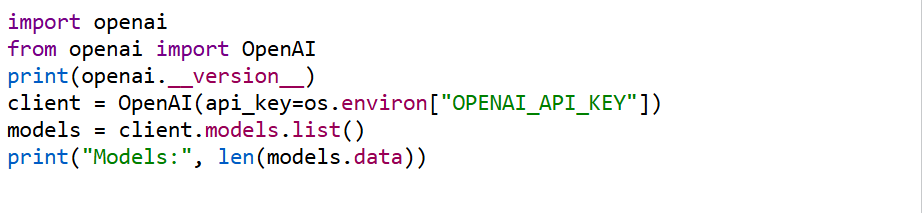 import openai
from openai import OpenAI
print(openai.__version__)
client = OpenAI(api_key=os.environ["OPENAI_API_KEY"])
models = client.models.list()
print("Models:", len(models.data))